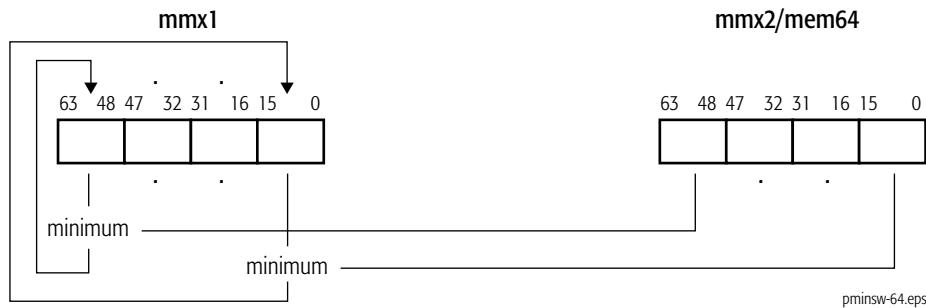 mmx1 mmx2/mem64
. .
63 48 47 32 31 16 15 0 63 48 47 32 31 16 15 0
. . . .
minimum
minimum
pminsw-64.eps